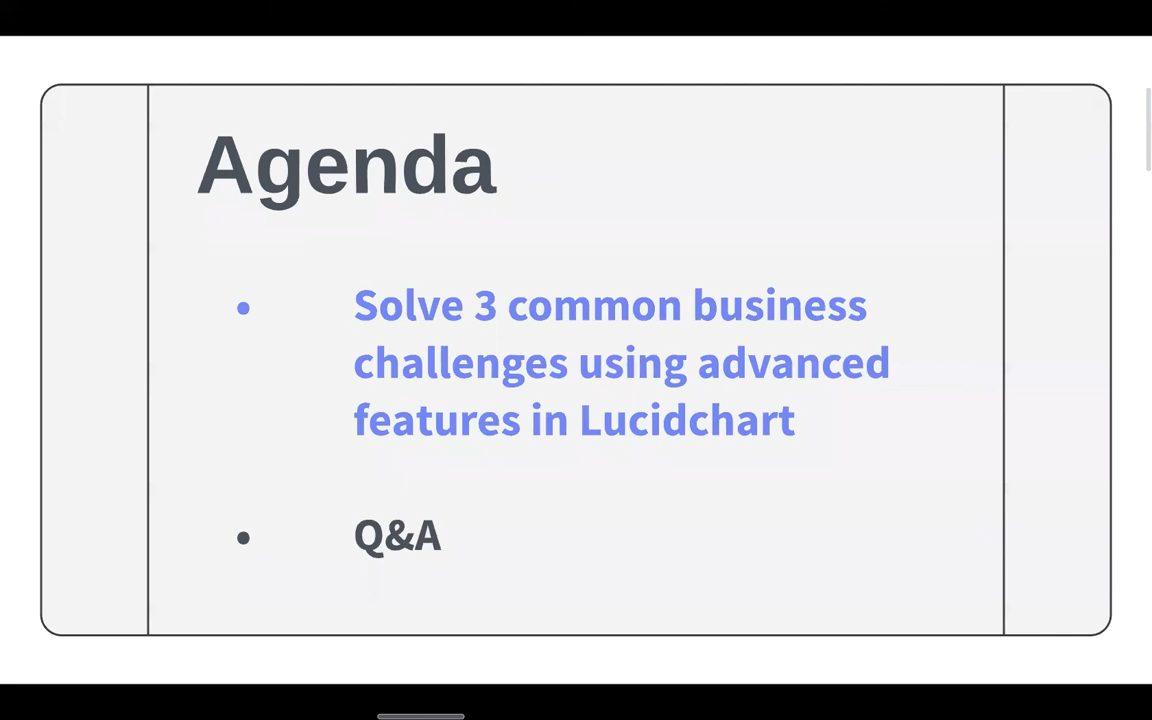 Agenda
• Solve 3 common business
challenges using advanced
features in Lucidchart
• Q&A